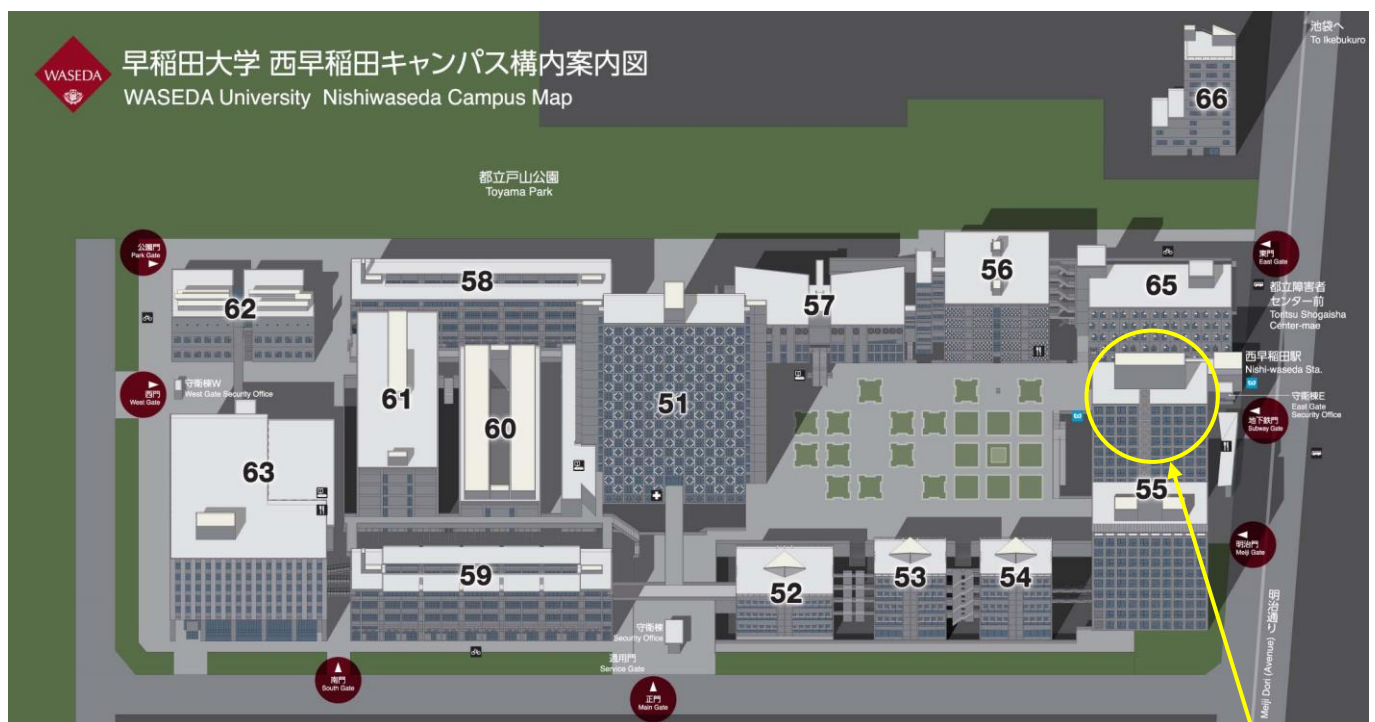 WASEDA
早稲田大学 西早稲田キャンパス構内案内図
WASEDA University Nishiwaseda Campus Map
池袋へ
To Ikebukuro
66
都立戸山公園
Toyama Park
公園門
Park Gate
東門
East Gate
58
56
65
62
57
都立障害者
センター前
Toritsu Shogaisha
Center-mae
西早稲田駅
Nishi-waseda Sta.
守衛棟W
West Gate Security Office
西門
West Gate
61
60
51
守衛棟E
East Gate
Security Office
地下鉄門
Subway Gate
63
55
明治門
Meiji Gate
59
52
53
54
守衛棟
Security Office
通用門
Service Gate
南門
South Gate
正門
Main Gate
明治通り
Meiji Dori (Avenue)